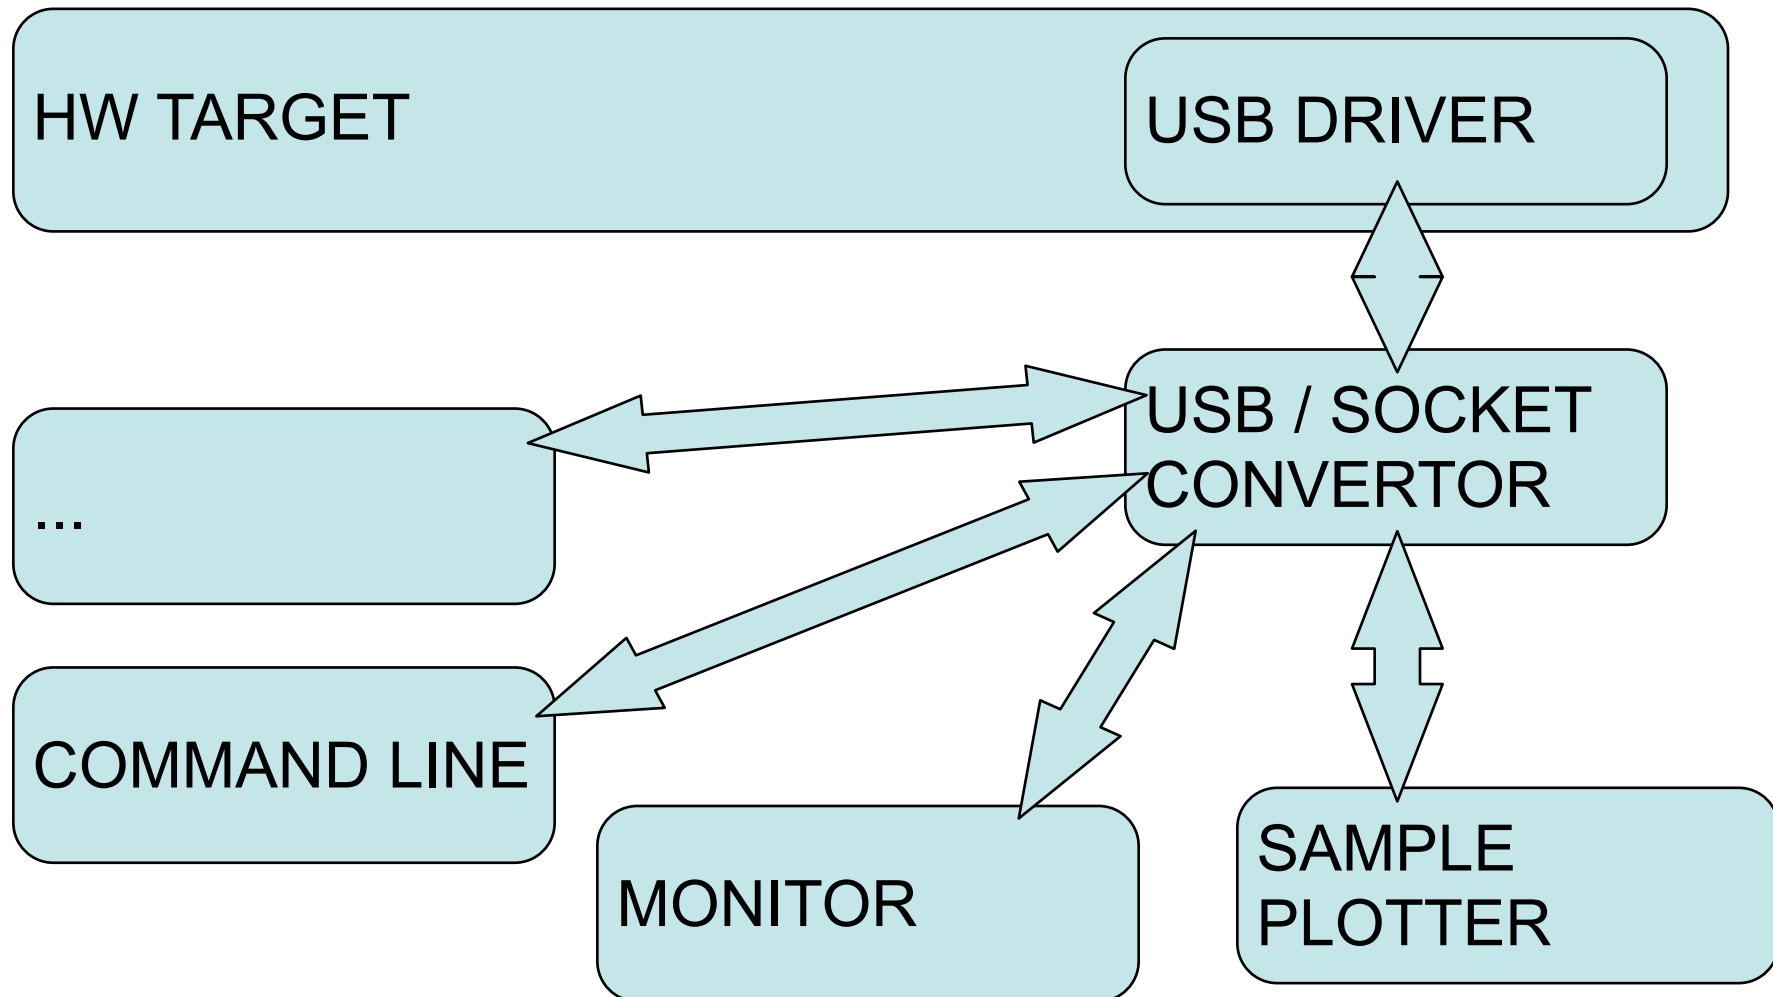 HW TARGET
USB DRIVER
USB / SOCKET
CONVERTOR
...
COMMAND LINE
MONITOR
SAMPLE
PLOTTER